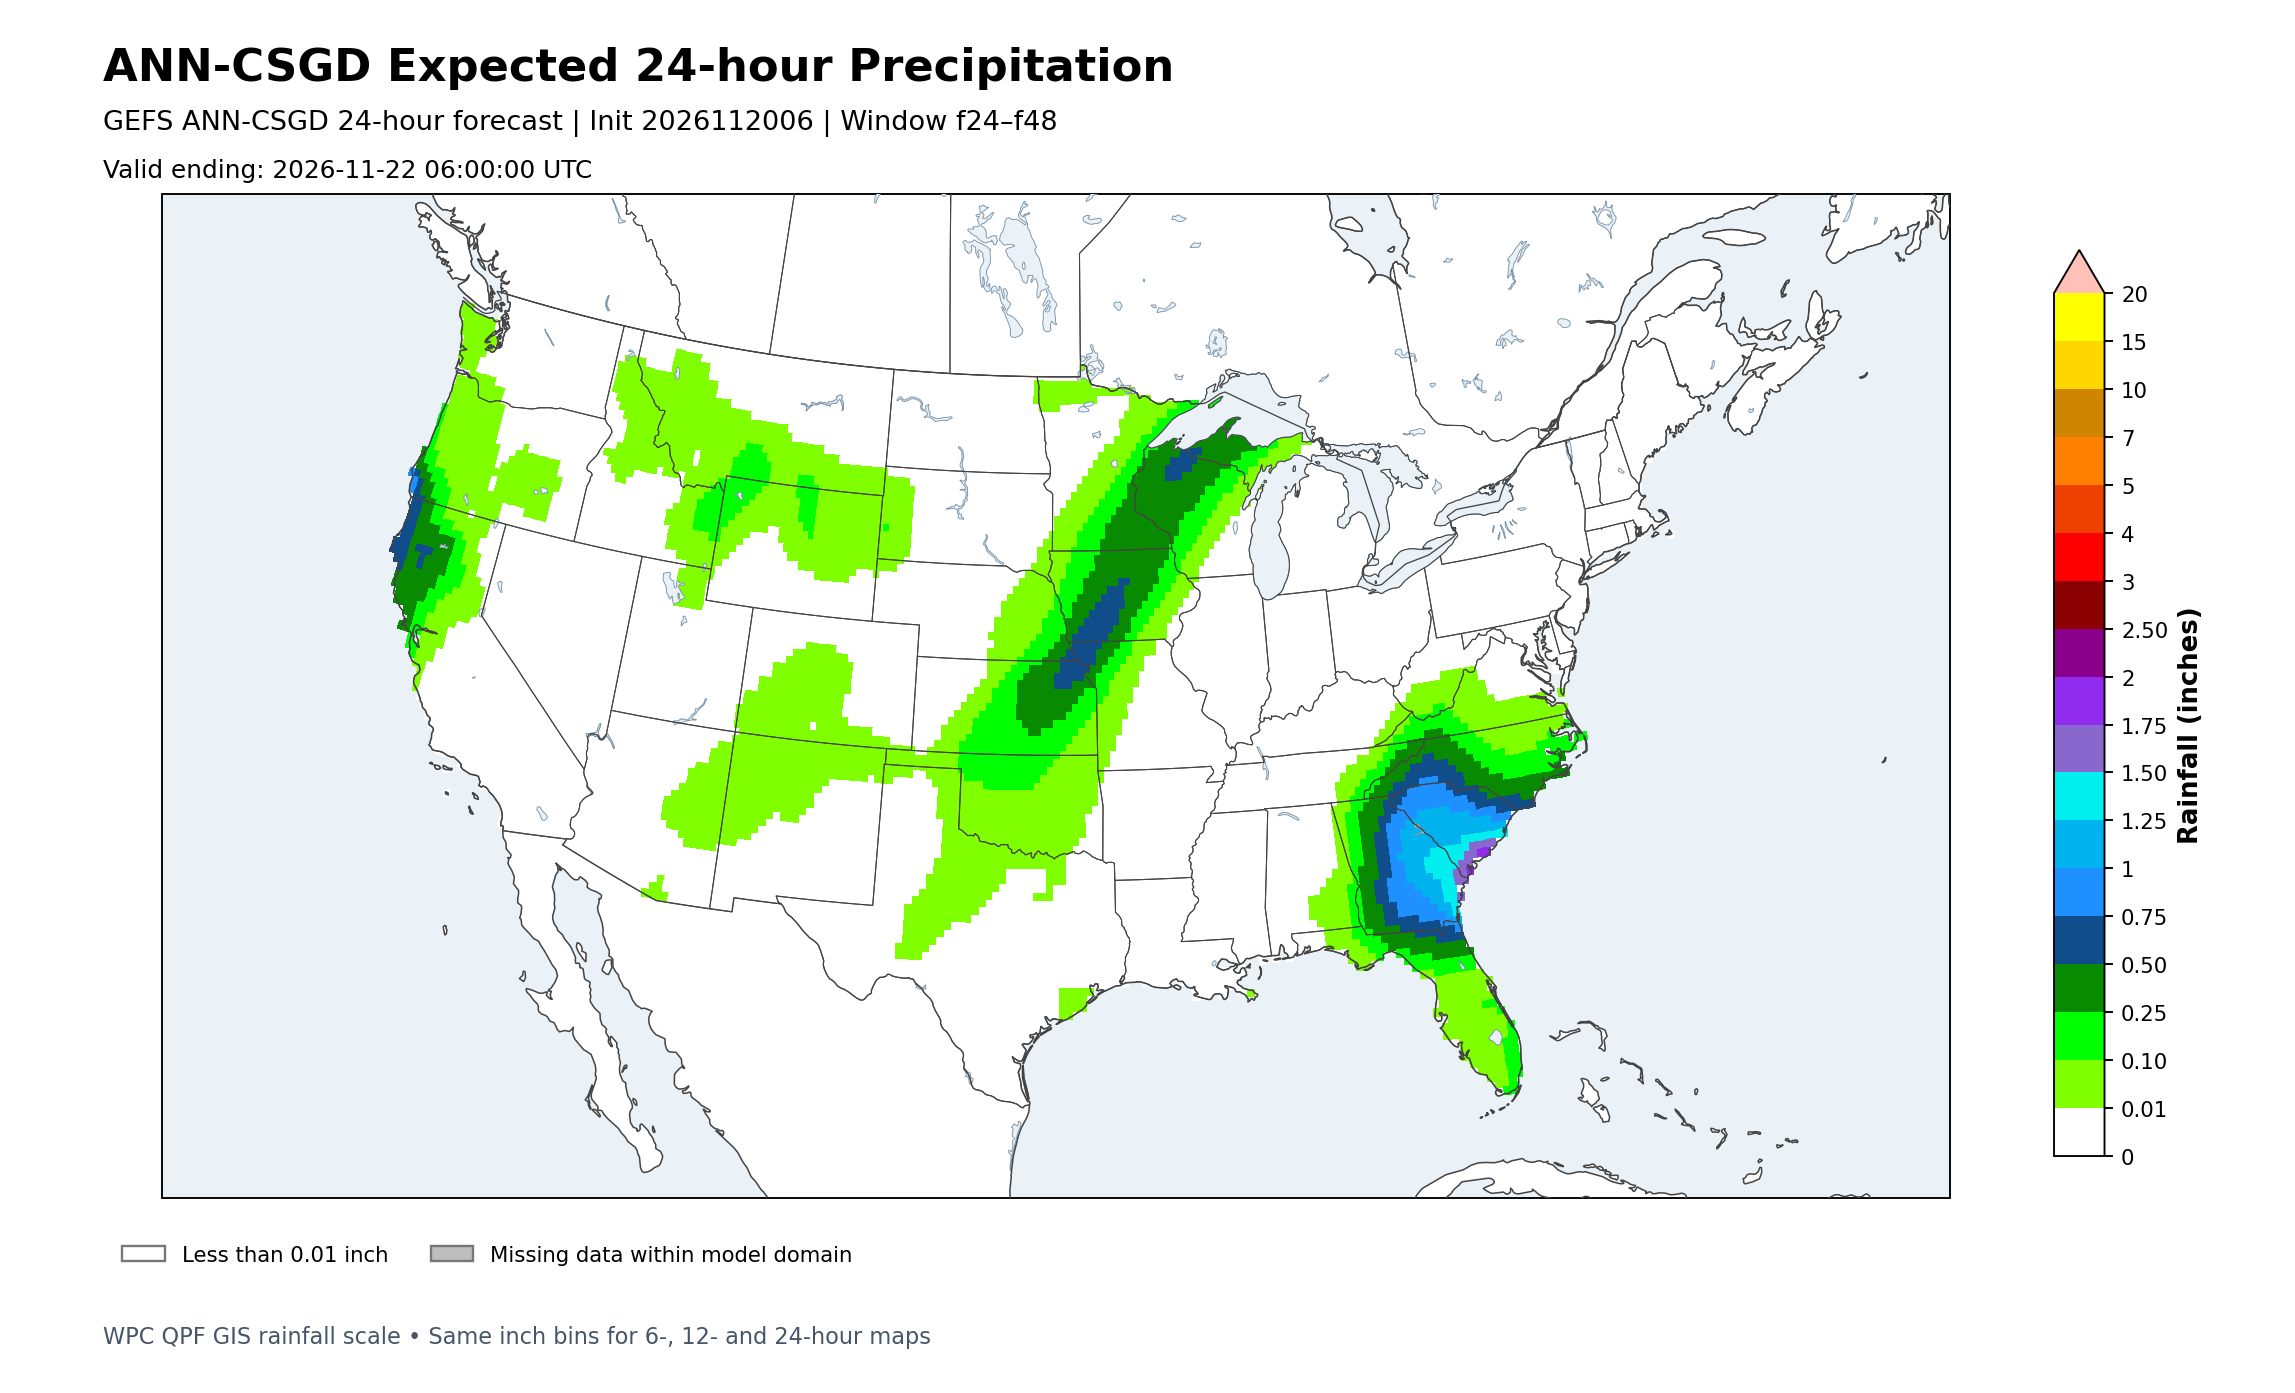 ANN-CSGD Expected 24-hour Precipitation
GEFS ANN-CSGD 24-hour forecast | Init 2026112006 | Window f24–f48
Valid ending: 2026-11-22 06:00:00 UTC
20
15
10
7
5
4
3
2.50
2
1.75
1.50
1.25
1
0.75
0.50
0.25
0.10
0.01
0
Rainfall (inches)
Less than 0.01 inch
Missing data within model domain
WPC QPF GIS rainfall scale • Same inch bins for 6-, 12- and 24-hour maps